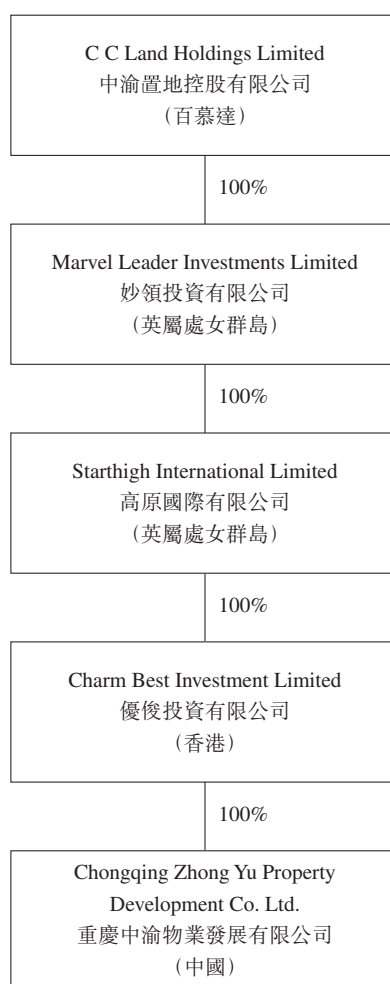 C C Land Holdings Limited
中渝置地控股有限公司
（百慕達）
100%
Marvel Leader Investments Limited
妙領投資有限公司
（英屬處女群島）
100%
Starthigh International Limited
高原國際有限公司
（英屬處女群島）
100%
Charm Best Investment Limited
優俊投資有限公司
（香港）
100%
Chongqing Zhong Yu Property
Development Co. Ltd.
重慶中渝物業發展有限公司
（中國）